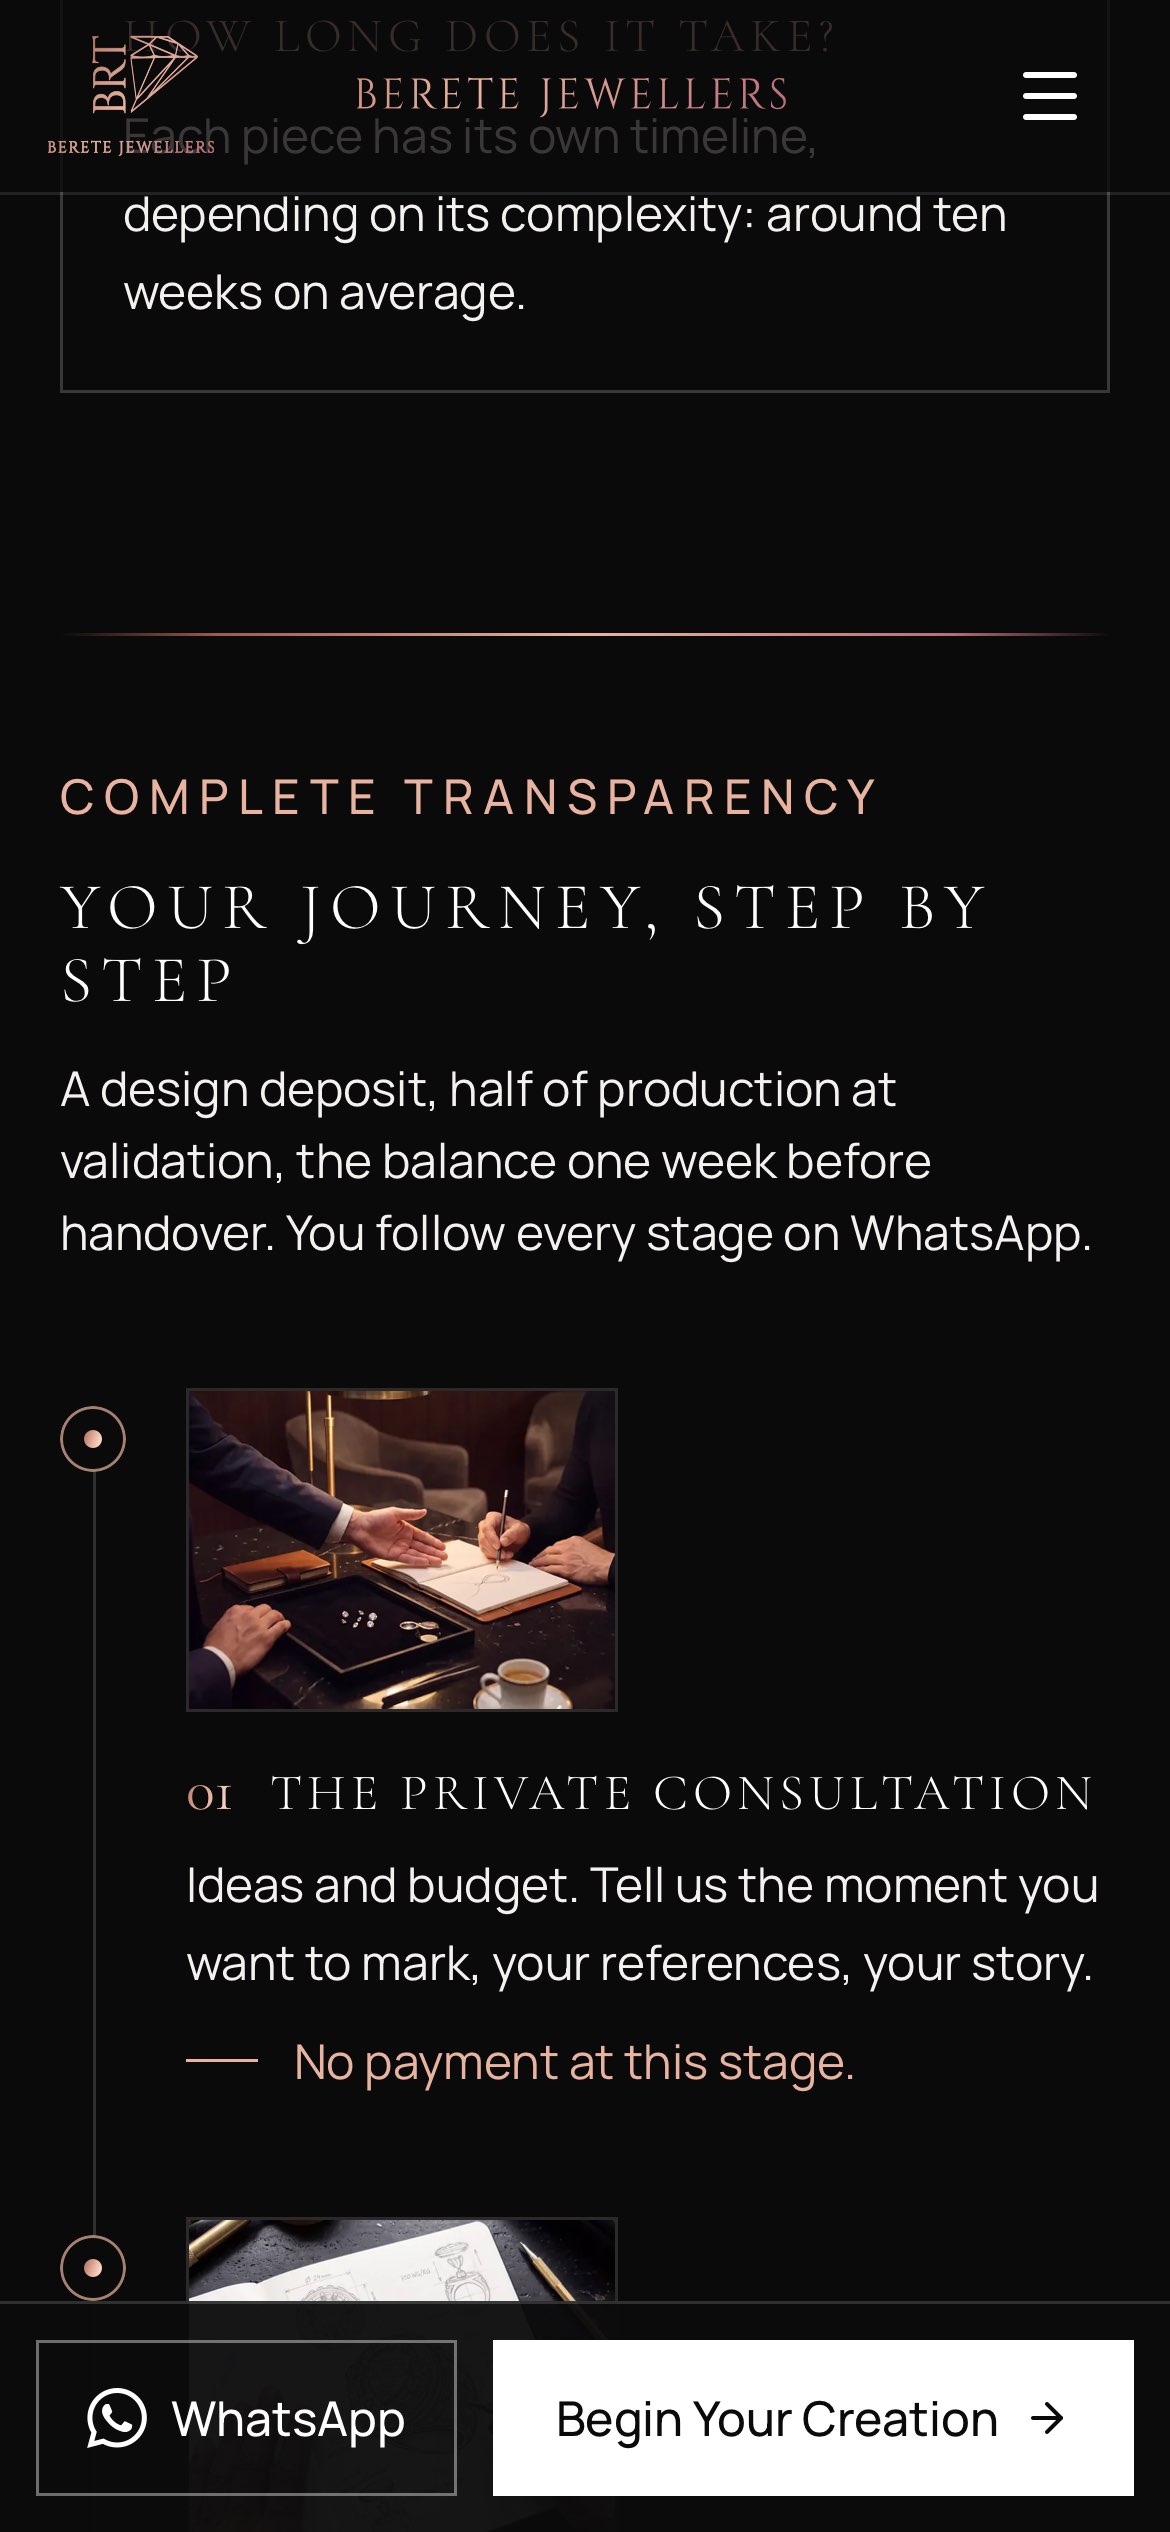 HOW LONG DOES IT TAKE?
BRT
BERETE JEWELLERS
BERETE JEWELLERS
Each piece has its own timeline,
depending on its complexity: around ten
weeks on average.
COMPLETE TRANSPARENCY
YOUR JOURNEY, STEP BY
STEP
A design deposit, half of production at
validation, the balance one week before
handover. You follow every stage on WhatsApp.
01 THE PRIVATE CONSULTATION
Ideas and budget. Tell us the moment you
want to mark, your references, your story.
No payment at this stage.
WhatsApp
Begin Your Creation →